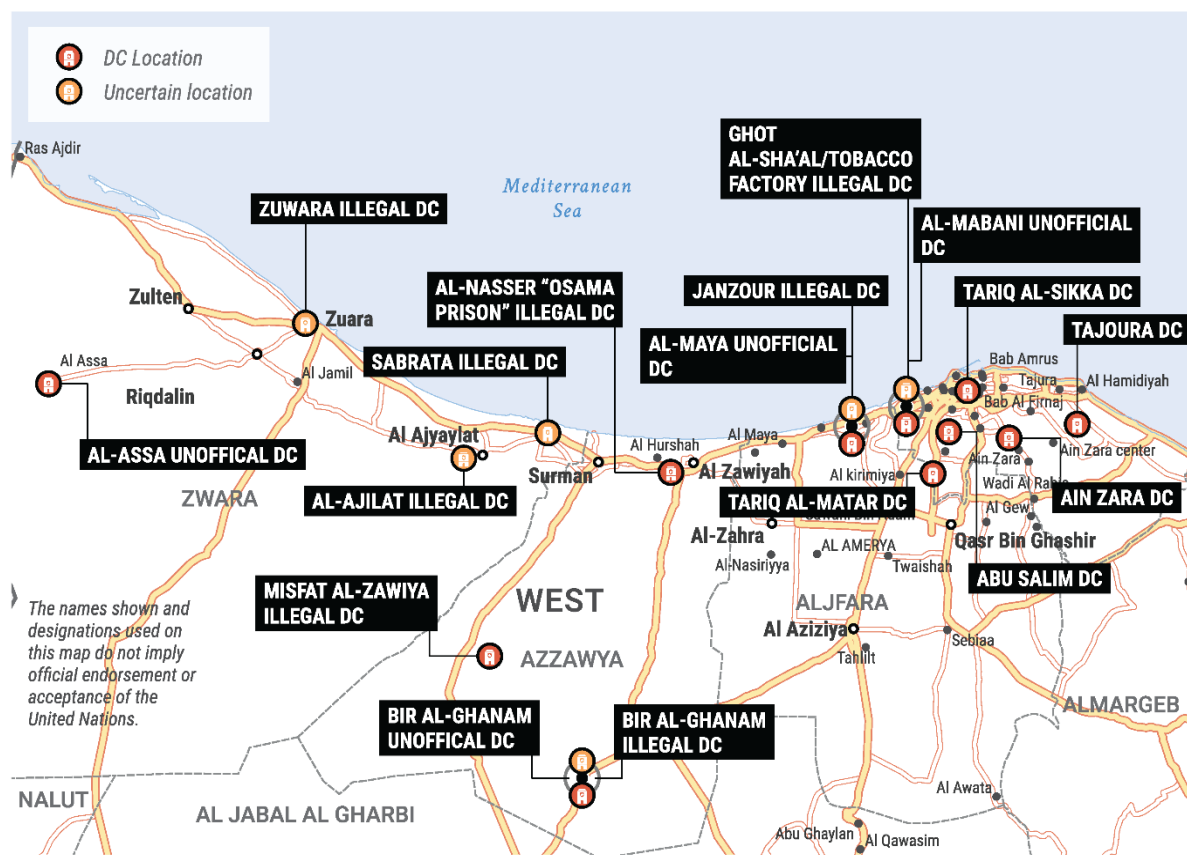 DC Location
Uncertain location
Ras Ajdir
Mediterranean
Sea
GHOT
AL-SHA'AL/TOBACCO
FACTORY ILLEGAL DC
ZUWARA ILLEGAL DC
AL-MABANI UNOFFICIAL
DC
AL-NASSER "OSAMA
PRISON" ILLEGAL DC
JANZOUR ILLEGAL DC
TARIQ AL-SIKKA DC
Zulten
Zuara
TAJOURA DC
AL-MAYA UNOFFICIAL
DC
SABRATA ILLEGAL DC
Al Assa
Bab Amrus
Al Jamil
Tajura
Al Hamidiyah
Riqdalin
Bab Al Firnaj
Al Ajyaylat
Al Hurshah
Al Maya
AL-ASSA UNOFFICAL DC
Surman
Al Zawiyah
Al kirimiya
Ain Zara
Ain Zara center
Wadi Al Rabia
ZWARA
AL-AJILAT ILLEGAL DC
TARIQ AL-MATAR DC
AIN ZARA DC
Al Gew
Al-Zahra
Qasr Bin Ghashir
Al-Nasiriyya
AL AMERYA
Twaishah
ABU SALIM DC
MISFAT AL-ZAWIYA
ILLEGAL DC
WEST
ALJFARA
The names shown and
designations used on
this map do not imply
official endorsement or
acceptance of the
United Nations.
Al Aziziya
Sebiaa
AZZAWYA
Tahlilt
ALMARGEB
BIR AL-GHANAM
UNOFFICAL DC
BIR AL-GHANAM
ILLEGAL DC
NALUT
AL JABAL AL GHARBI
Al Awata
Abu Ghaylan
Al Qawasim